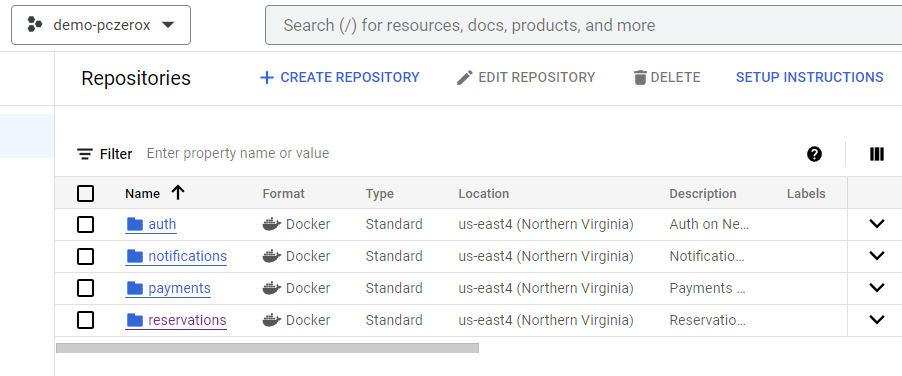 demo-pczerox
Search (/) for resources, docs, products, and more
Repositories CREATE REPOSITORY EDIT REPOSITORY DELETE SETUP INSTRUCTIONS
Filter Enter property name or value
Name Format Type Location Description Labels
auth Docker Standard us-east4 (Northern Virginia) Auth on Ne...
notifications Docker Standard us-east4 (Northern Virginia) Notificatio...
payments Docker Standard us-east4 (Northern Virginia) Payments ...
reservations Docker Standard us-east4 (Northern Virginia) Reservatio...